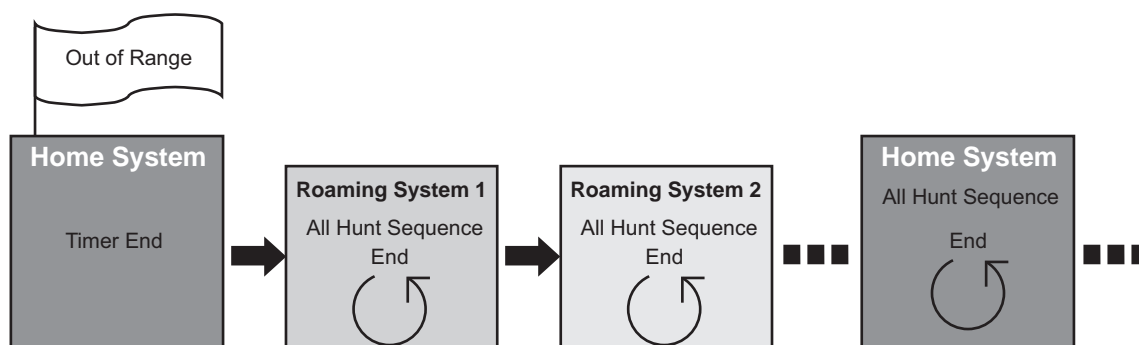 Out of Range
Home System
Timer End
Roaming System 1
All Hunt Sequence
End
Roaming System 2
All Hunt Sequence
End
Home System
All Hunt Sequence
End